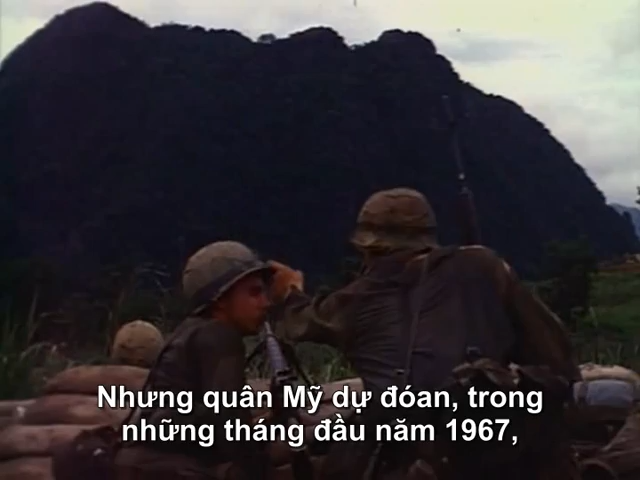 Nhưng quân Mỹ dự đóan, trong
những tháng đầu năm 1967,